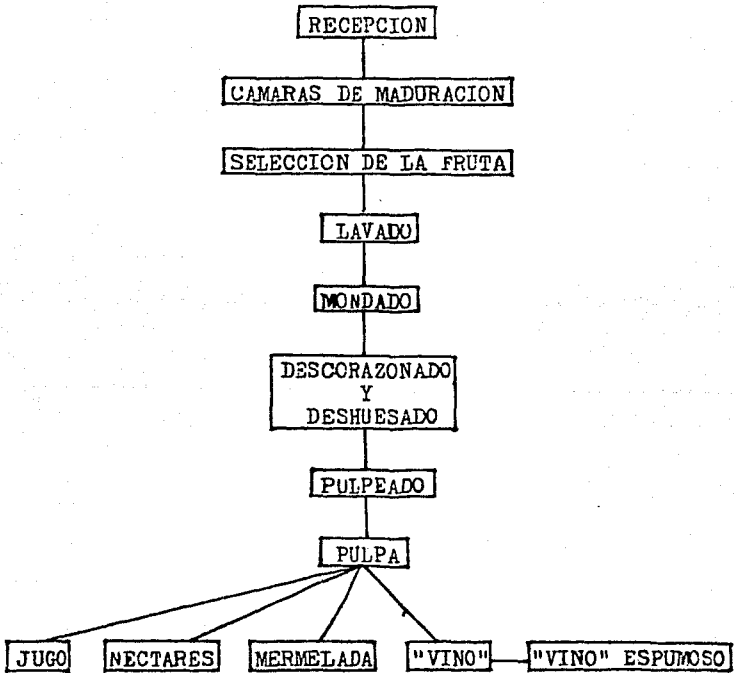 RECEPCION
CAMARAS DE MADURACION
SELECCION DE LA FRUTA
LAVADO
MONDADO
DESCORAZONADO
Y
DESHUESADO
PULPEADO
PULPA
JUGO NECTARES MERMELADA "VINO" "VINO" ESPUMOSO